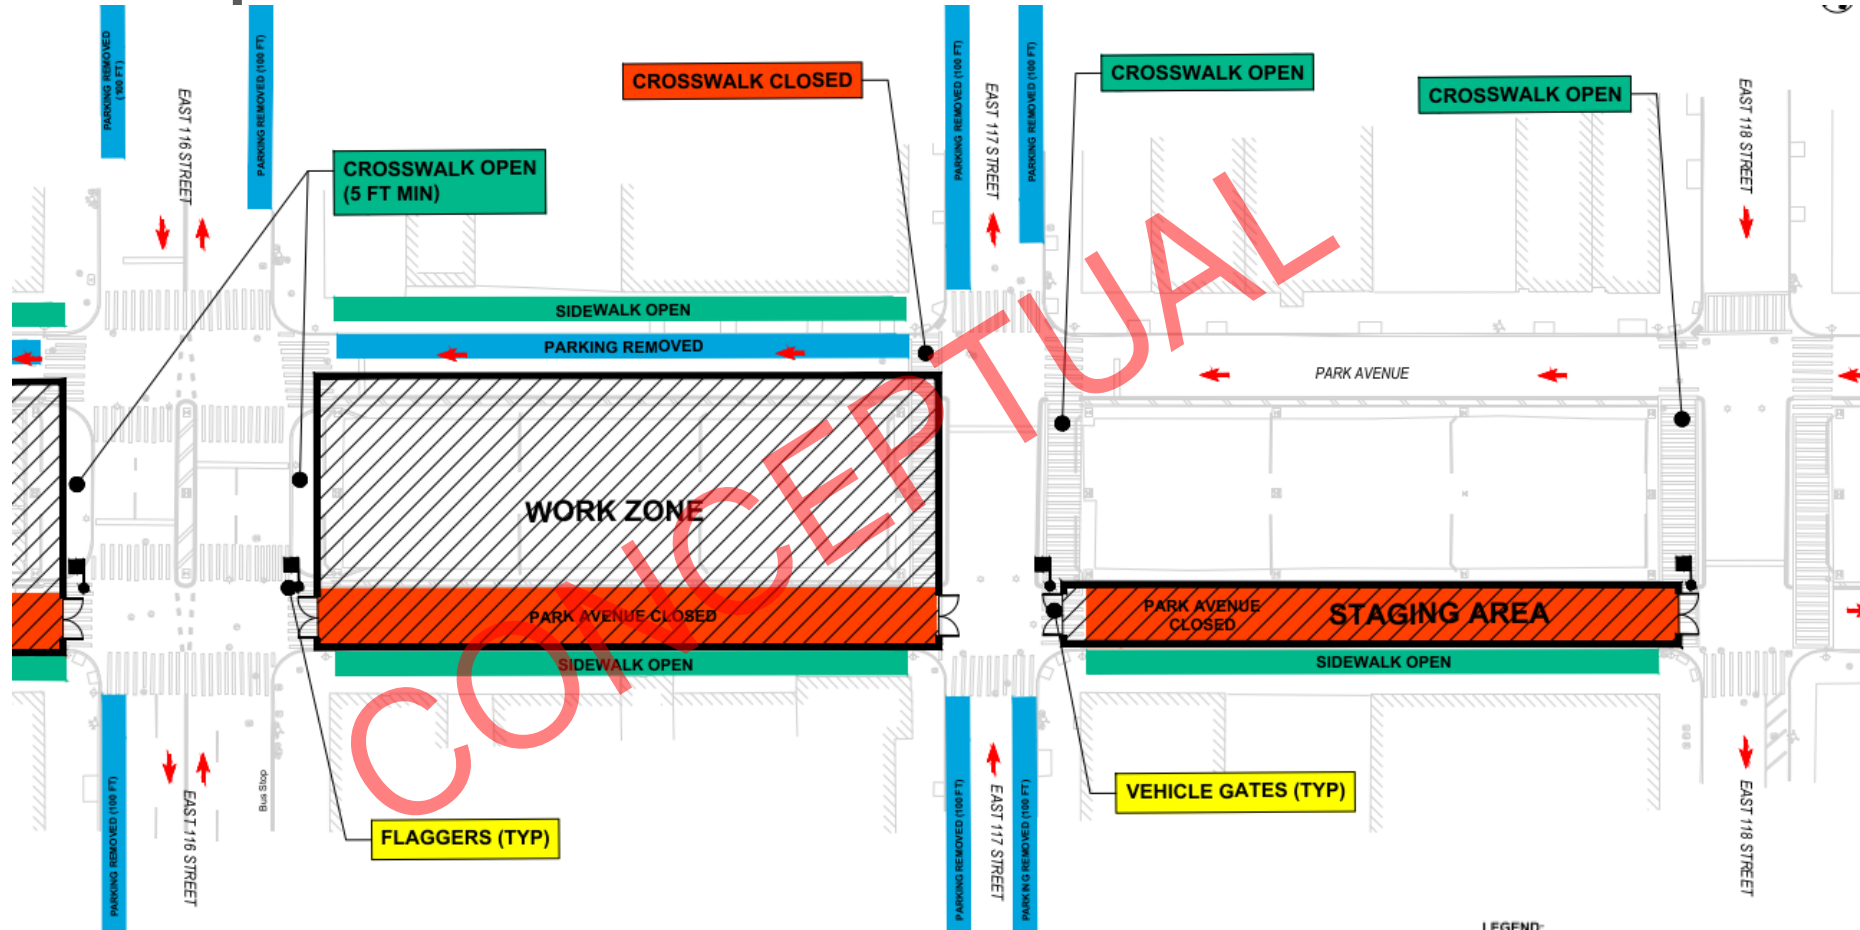 PARKING REMOVED
(100 FT)
PARKING REMOVED (100 FT)
EAST 116 STREET
CROSSWALK OPEN
(5 FT MIN)
CROSSWALK CLOSED
PARKING REMOVED (100 FT)
EAST 117 STREET
PARKING REMOVED (100 FT)
CROSSWALK OPEN
CROSSWALK OPEN
EAST 118 STREET
SIDEWALK OPEN
PARKING REMOVED
PARK AVENUE
WORK ZONE
PARK AVENUE CLOSED
SIDEWALK OPEN
PARK AVENUE
CLOSED
STAGING AREA
SIDEWALK OPEN
CONCEPTUAL
PARKING REMOVED (100 FT)
EAST 116 STREET
Bus Stop
FLAGGERS (TYP)
PARKING REMOVED (100 FT)
EAST 117 STREET
PARKING REMOVED (100 FT)
VEHICLE GATES (TYP)
EAST 118 STREET
LEGEND: